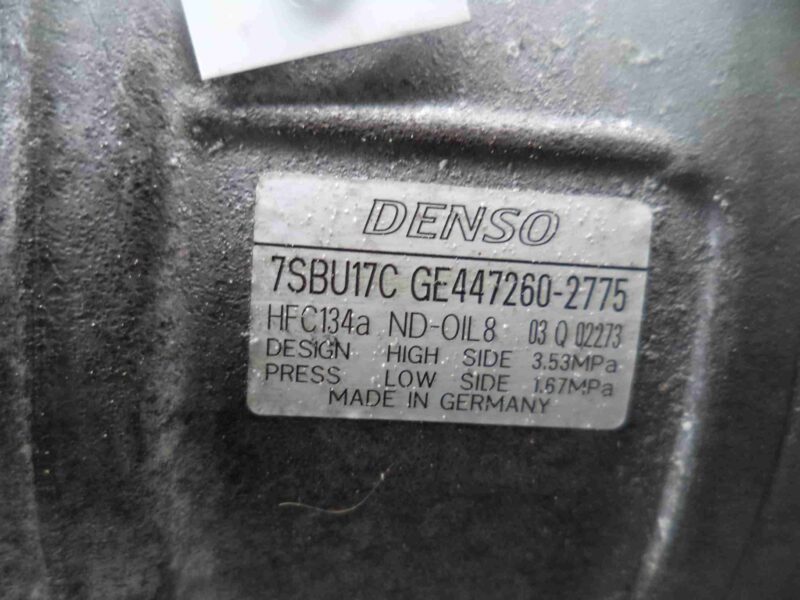 DENSO
7SBU17C GE447260-2775
HFC134a ND-OIL8 03 Q 02273
DESIGN HIGH SIDE 3.53MPa
PRESS LOW SIDE 1.67MPa
MADE IN GERMANY